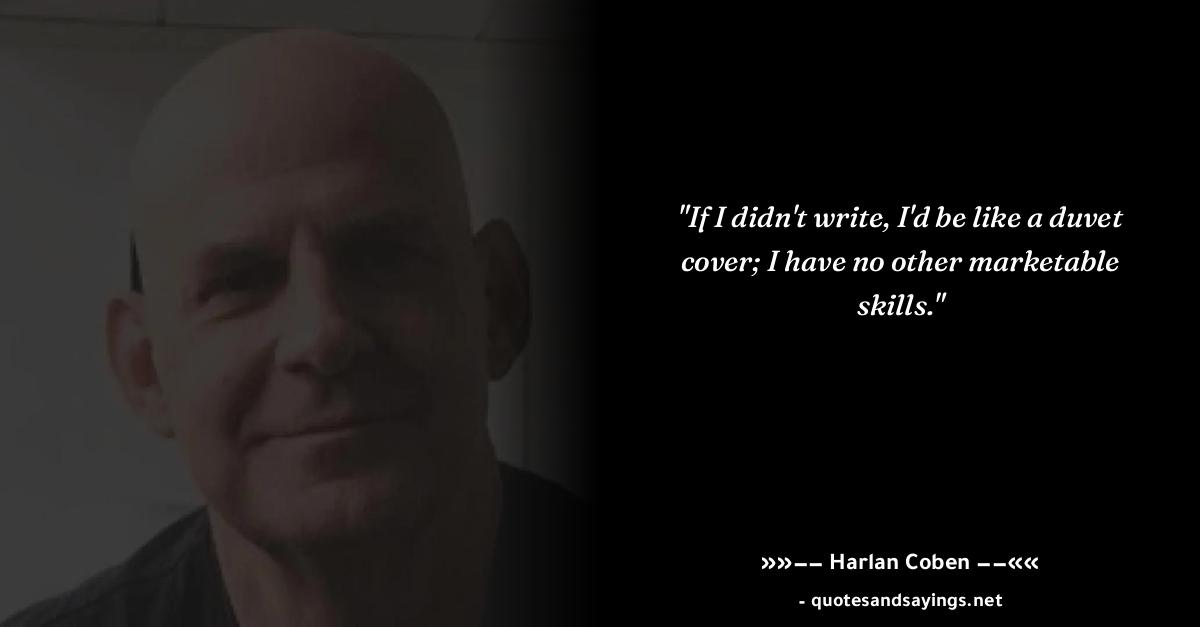 "If I didn't write, I'd be like a duvet
cover; I have no other marketable
skills."
»»–– Harlan Coben ––««
- quotesandsayings.net